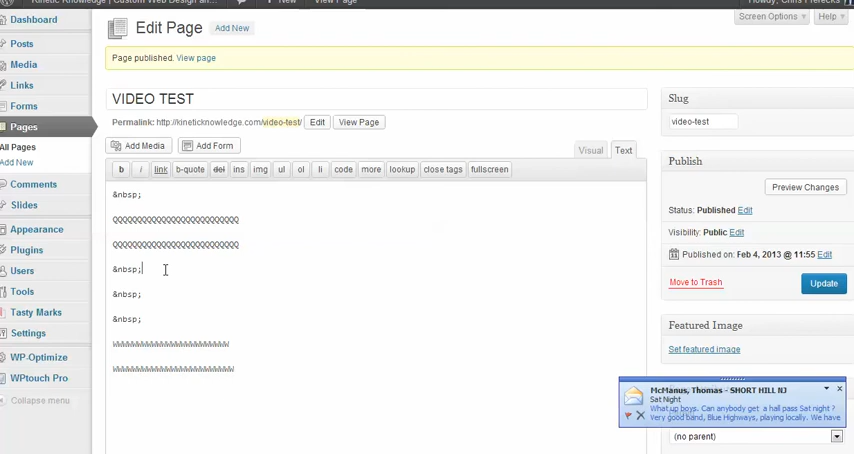 Kinetic Knowledge | Custom Web Design an...
New
View Page
Howdy, Chris
Dashboard
Posts
Media
Links
Forms
Pages
All Pages
Add New
Comments
Slides
Appearance
Plugins
Users
Tools
Tasty Marks
Settings
WP-Optimize
WPtouch Pro
Collapse menu
Edit Page Add New
Screen Options Help
Page published. View page
VIDEO TEST
Permalink: http://kineticknowledge.com/video-test/ Edit View Page
Add Media Add Form
Visual Text
b i link b-quote del ins img ul ol li code more lookup close tags fullscreen
&nbsp;
QQQQQQQQQQQQQQQQQQQQQQQQQQ
QQQQQQQQQQQQQQQQQQQQQQQQQQ
&nbsp;
&nbsp;
&nbsp;
Slug
video-test
Publish
Preview Changes
Status: Published Edit
Visibility: Public Edit
Published on: Feb 4, 2013 @ 11:55 Edit
Move to Trash Update
Featured Image
Set featured image
McManus, Thomas - SHORT HILL NJ
Sat Night
What up boys. Can anybody get a hall pass Sat night ?
Very good band, Blue Highways, playing locally. We have
(no parent)